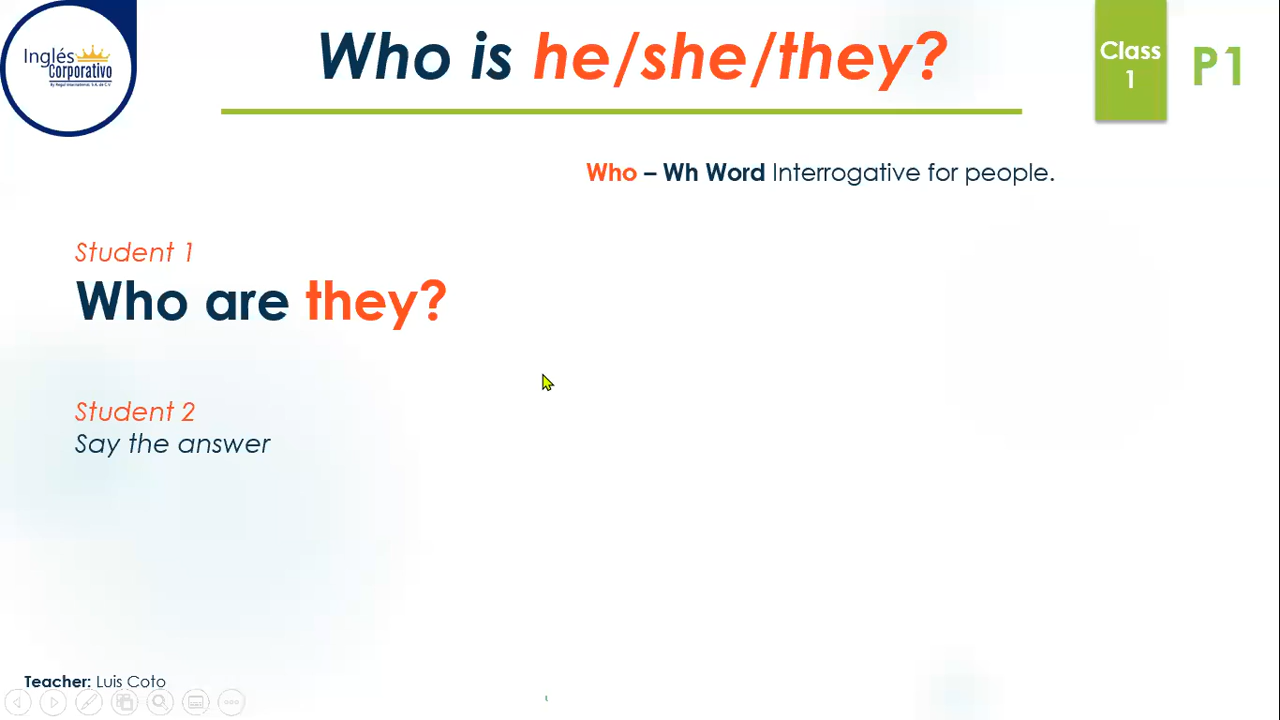 Inglés
Corporativo
Who is he/she/they?
Class
1
P1
Who – Wh Word Interrogative for people.
Student 1
Who are they?
Student 2
Say the answer
Teacher: Luis Coto